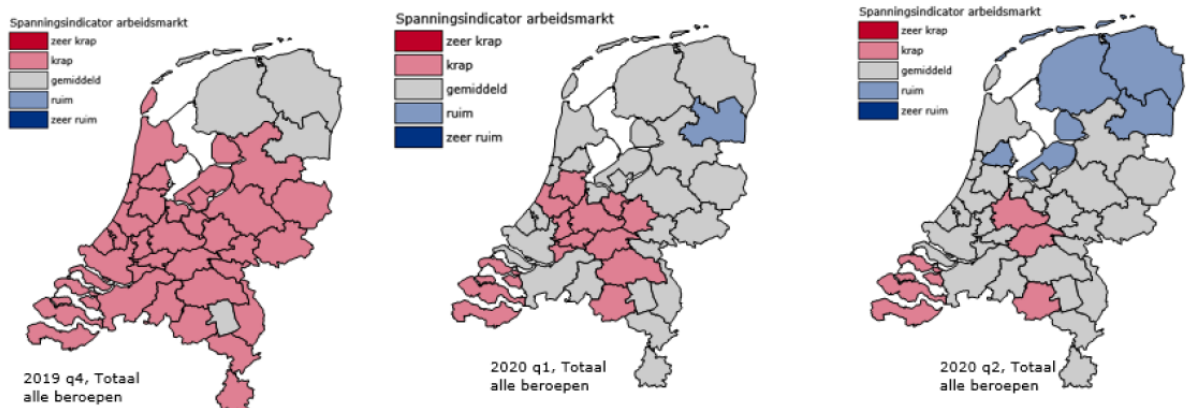 Spanningsindicator arbeidsmarkt
zeer krap
krap
gemiddeld
ruim
zeer ruim
2019 q4, Totaal
alle beroepen
Spanningsindicator arbeidsmarkt
zeer krap
krap
gemiddeld
ruim
zeer ruim
2020 q1, Totaal
alle beroepen
Spanningsindicator arbeidsmarkt
zeer krap
krap
gemiddeld
ruim
zeer ruim
2020 q2, Totaal
alle beroepen